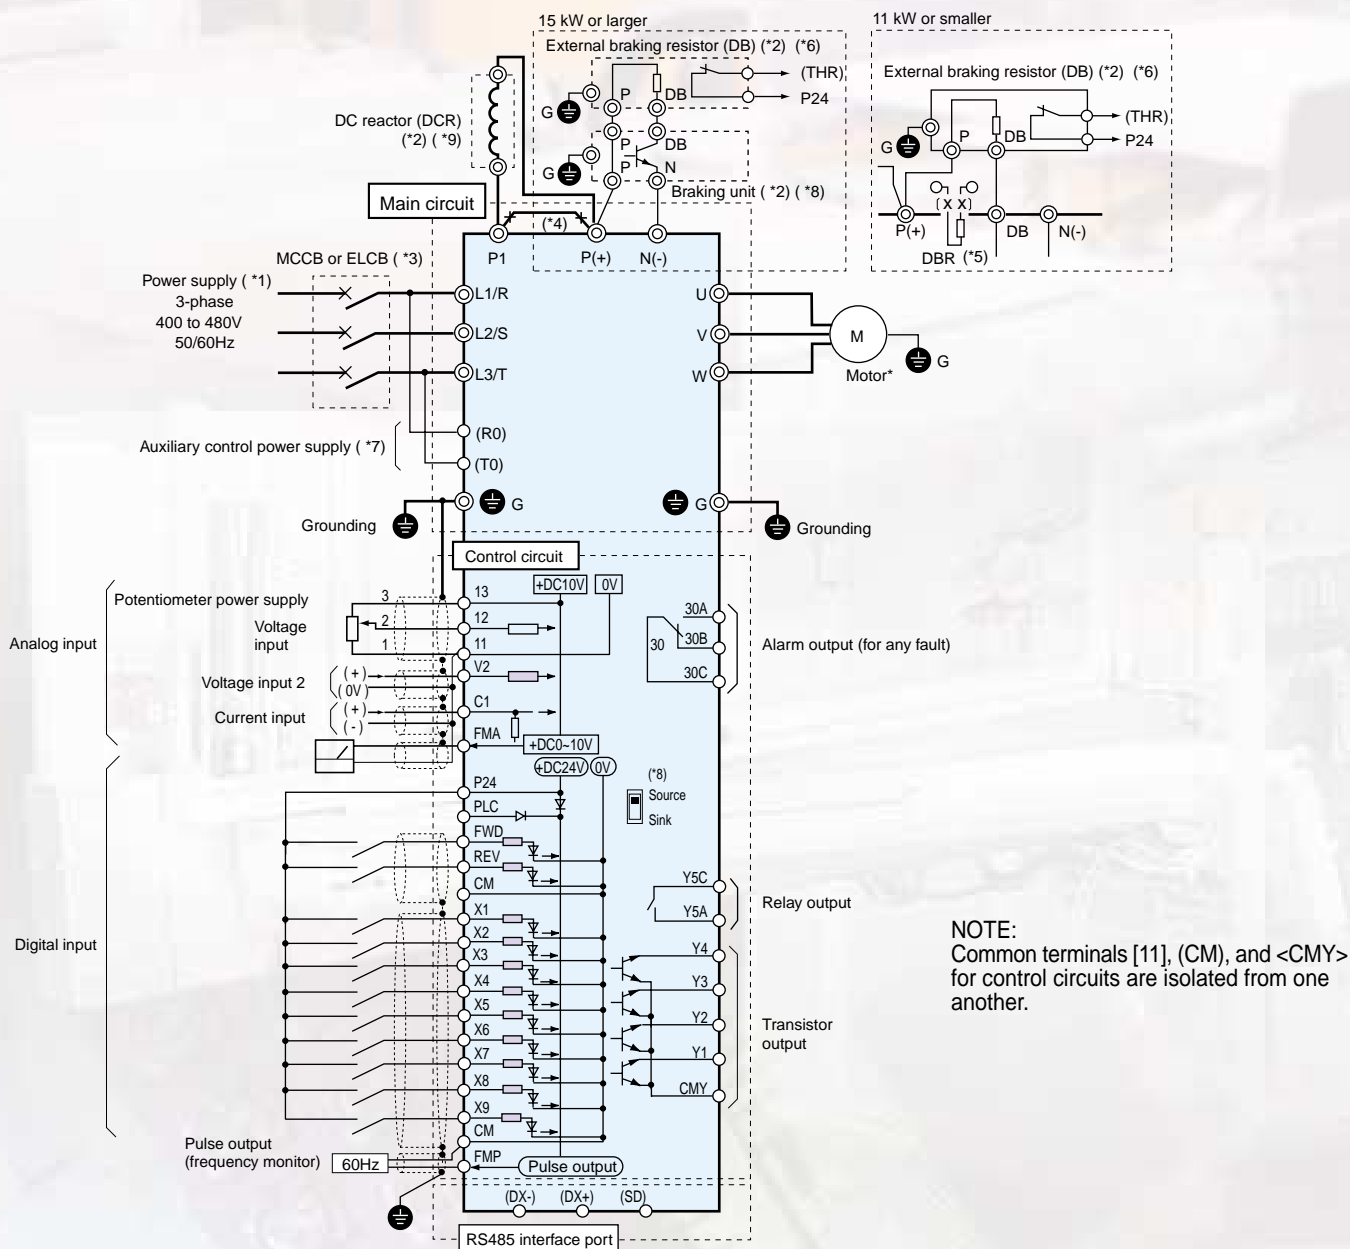 15 kW or larger
External braking resistor (DB) (*2) (*6)
P
DB
(THR)
P24
G
P
DB
P
N
G
Braking unit ( *2) ( *8)
11 kW or smaller
External braking resistor (DB) (*2) (*6)
(THR)
P24
G
P
DB
( X X )
P(+)
DB
N(-)
DBR (*5)
DC reactor (DCR)
(*2) ( *9)
Main circuit
(*4)
P1
P(+)
N(-)
MCCB or ELCB ( *3)
Power supply ( *1)
3-phase
400 to 480V
50/60Hz
L1/R
L2/S
L3/T
U
V
W
M
Motor*
G
Auxiliary control power supply ( *7)
(R0)
(T0)
G
G
Grounding
Grounding
Control circuit
Analog input
Potentiometer power supply
Voltage
input
3
2
1
13
12
11
+DC10V
0V
Voltage input 2
(+)
(0V)
V2
Current input
(+)
(-)
C1
FMA
+DC0~10V
30A
30
30B
30C
Alarm output (for any fault)
+DC24V
0V
(*8)
Source
Sink
Digital input
P24
PLC
FWD
REV
CM
X1
X2
X3
X4
X5
X6
X7
X8
X9
CM
FMP
Y5C
Y5A
Relay output
Y4
Y3
Y2
Y1
CMY
Transistor
output
Pulse output
(frequency monitor)
60Hz
Pulse output
(DX-)
(DX+)
(SD)
RS485 interface port
NOTE:
Common terminals [11], (CM), and <CMY>
for control circuits are isolated from one
another.